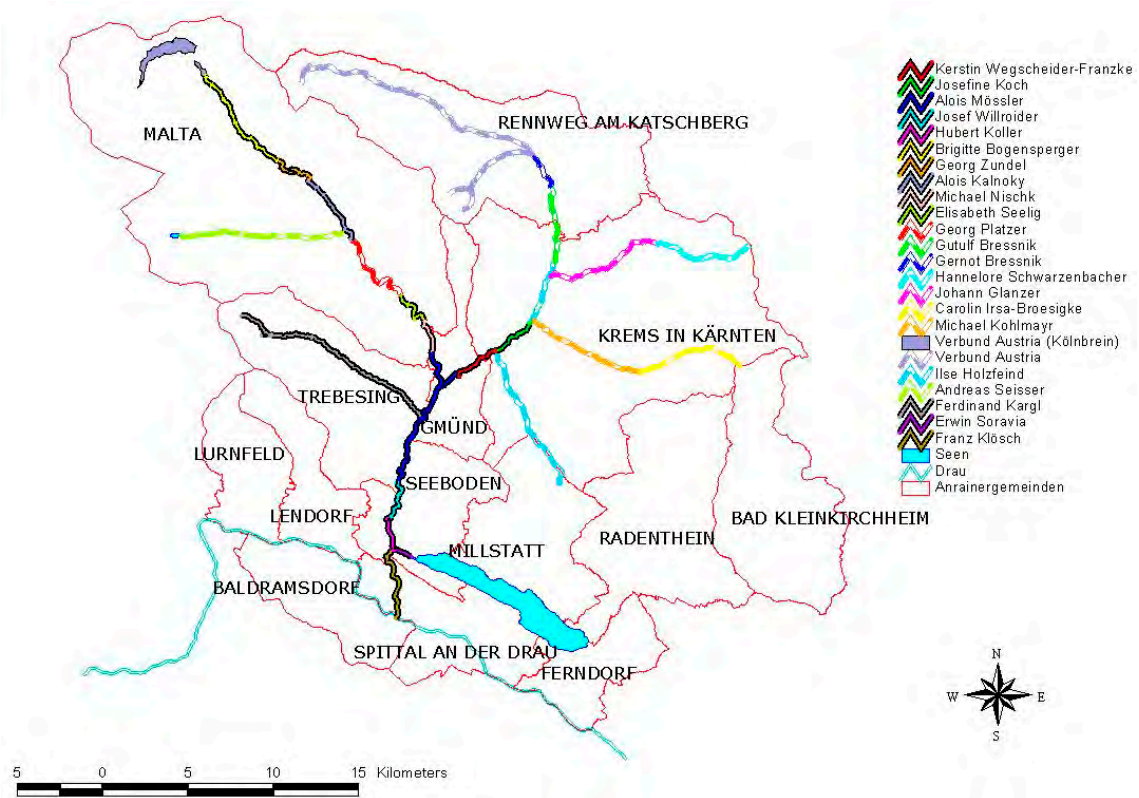 MALTA
RENNWEG AM KATSCHBERG
KREMS IN KÄRNTEN
TREBESING
GMÜND
LURNFELD
SEEBODEN
LENDORF
BAD KLEINKIRCHHEIM
RADENTHEIN
MILLSTATT
BALDRAMSDORF
SPITTAL AN DER DRAU
FERNDORF
Kerstin Wegscheider-Franzke
Josefine Koch
Alois Mössler
Josef Willroider
Hubert Koller
Brigitte Bogensperger
Georg Zundel
Alois Kalnoky
Michael Nischk
Elisabeth Seelig
Georg Platzer
Gutulf Bressnik
Gernot Bressnik
Hannelore Schwarzenbacher
Johann Glanzer
Carolin Irsa-Broesigke
Michael Kohlmayr
Verbund Austria (Kölnbrein)
Verbund Austria
Ilse Holzfeind
Andreas Seisser
Ferdinand Kargl
Erwin Soravia
Franz Klösch
Seen
Drau
Anrainergemeinden
N
W E
S
5 0 5 10 15 Kilometers